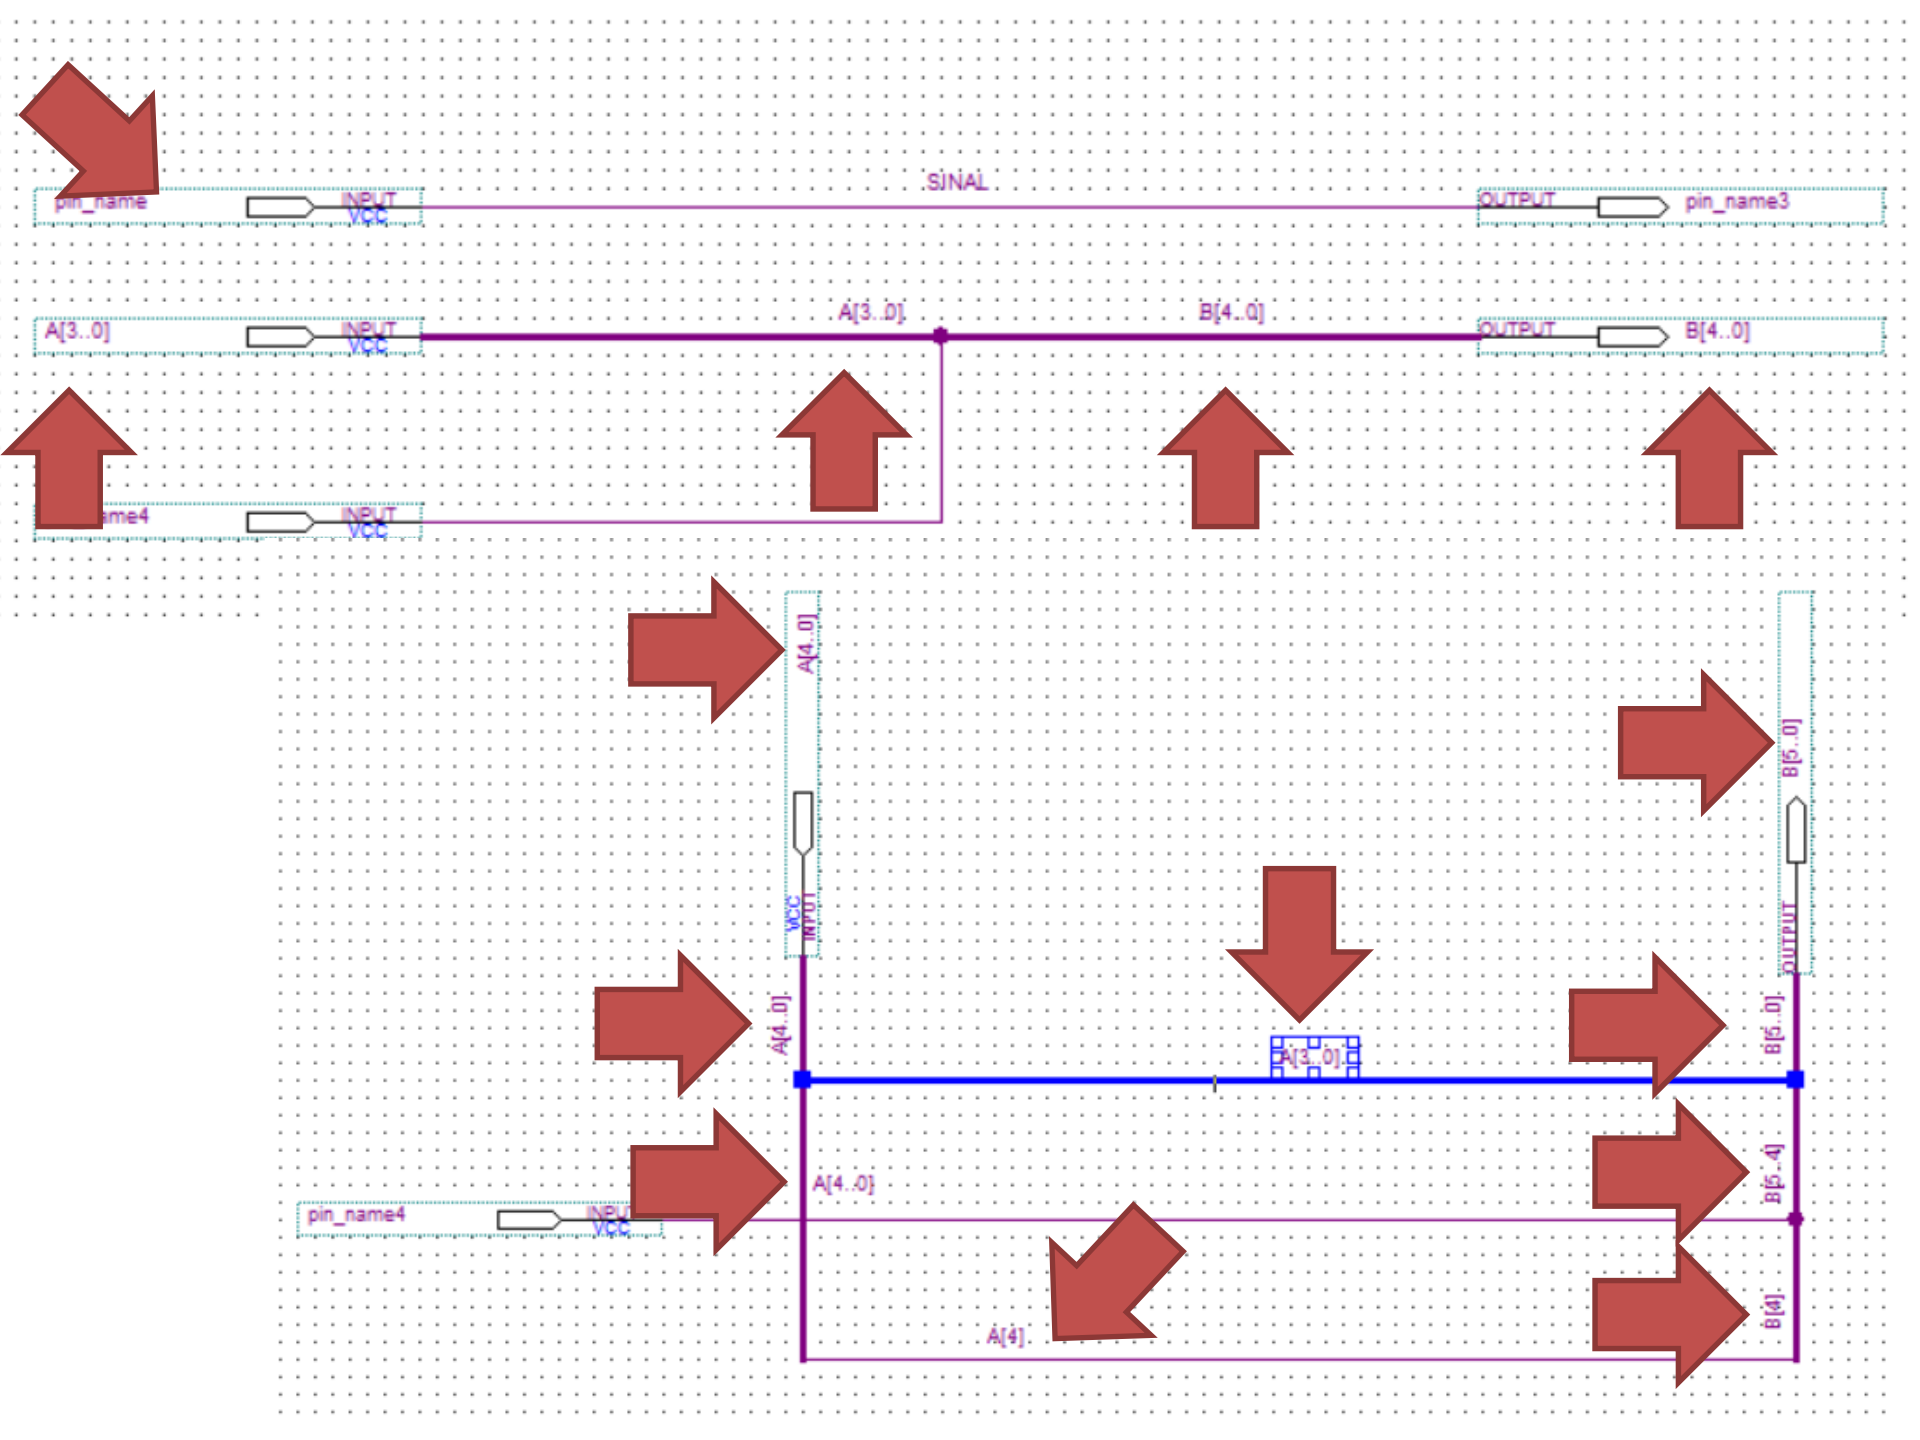 SINAL
pin_name INPUT VCC OUTPUT pin_name3
A[3..0] B[4..0]
A[3..0] INPUT VCC OUTPUT B[4..0]
ame4 INPUT VCC
A[4..0]
B[5..0]
VCC INPUT
OUTPUT
A[4..0]
B[5..0]
A[3..0]
B[5..4]
A[4..0]
pin_name4 INPU VCC
B[4]
A[4]